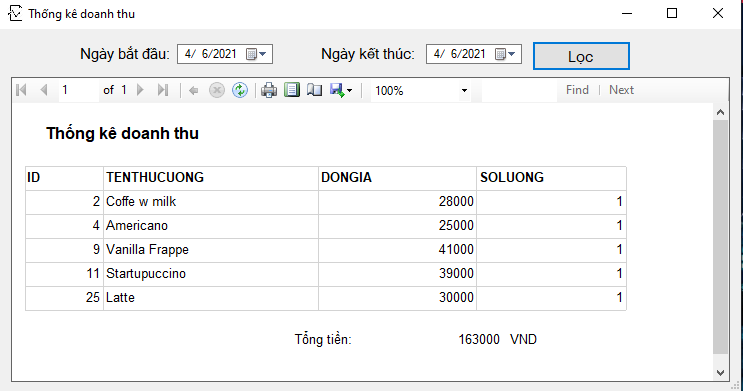 Thống kê doanh thu
Ngày bắt đầu: 4/ 6/2021 Ngày kết thúc: 4/ 6/2021 Lọc
1 of 1 100% Find | Next
Thống kê doanh thu
ID TENTHUCUONG DONGIA SOLUONG
2 Coffe w milk 28000 1
4 Americano 25000 1
9 Vanilla Frappe 41000 1
11 Startupuccino 39000 1
25 Latte 30000 1
Tổng tiền: 163000 VND